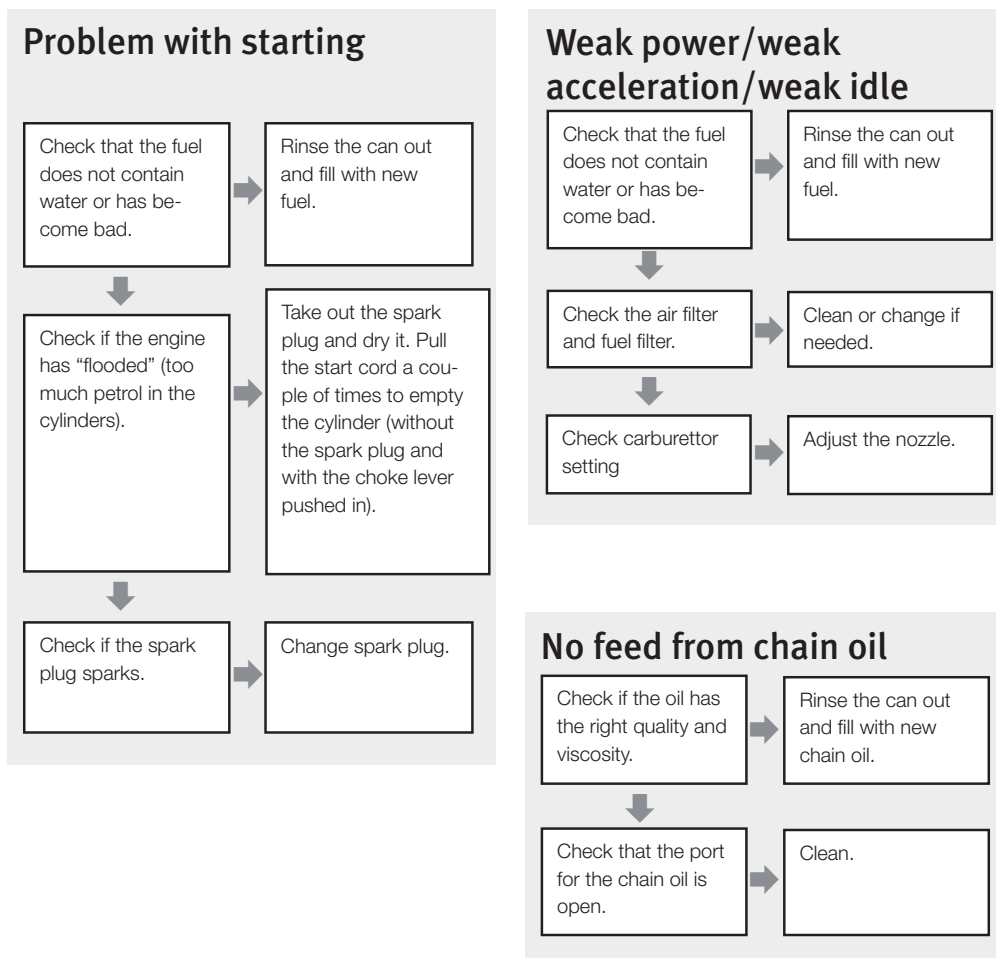 Problem with starting
Check that the fuel
does not contain
water or has be-
come bad.
Rinse the can out
and fill with new
fuel.
Check if the engine
has “flooded” (too
much petrol in the
cylinders).
Take out the spark
plug and dry it. Pull
the start cord a cou-
ple of times to empty
the cylinder (without
the spark plug and
with the choke lever
pushed in).
Check if the spark
plug sparks.
Change spark plug.
Weak power/weak
acceleration/weak idle
Check that the fuel
does not contain
water or has be-
come bad.
Rinse the can out
and fill with new
fuel.
Check the air filter
and fuel filter.
Clean or change if
needed.
Check carburettor
setting
Adjust the nozzle.
No feed from chain oil
Check if the oil has
the right quality and
viscosity.
Rinse the can out
and fill with new
chain oil.
Check that the port
for the chain oil is
open.
Clean.